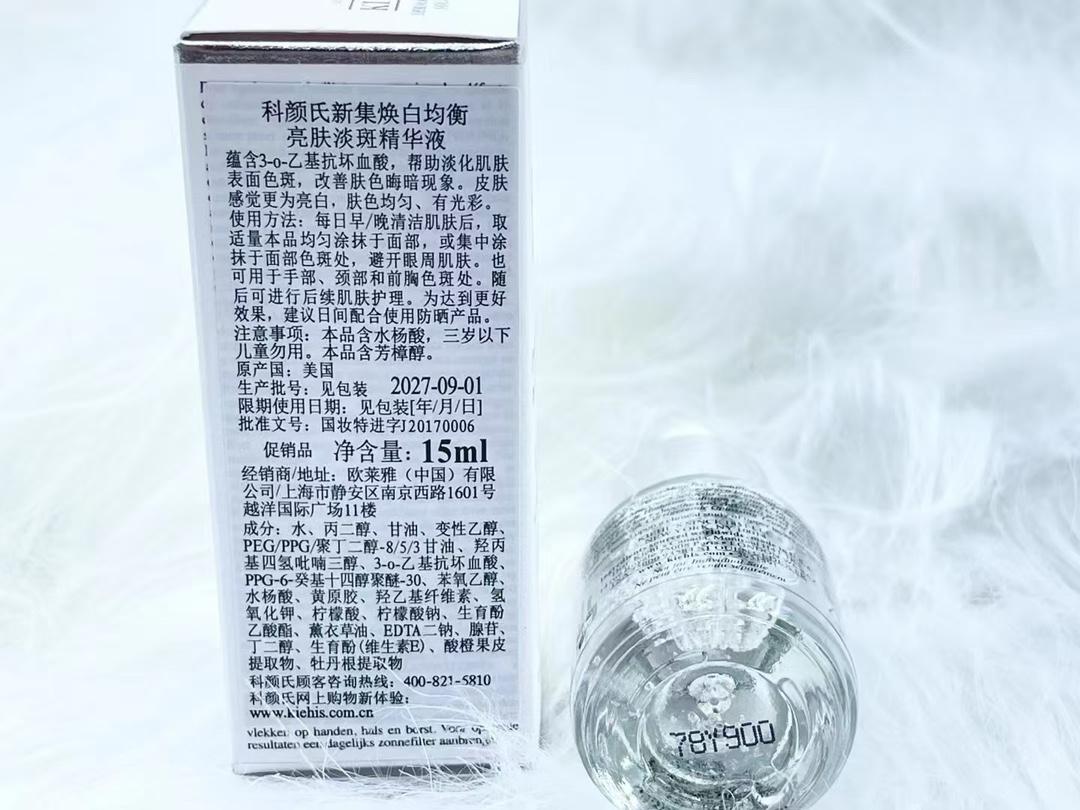 科颜氏新集焕白均衡
亮肤淡斑精华液
蕴含3-o-乙基抗坏血酸，帮助淡化肌肤
表面色斑，改善肤色晦暗现象。皮肤
感觉更为亮白，肤色均匀、有光彩。
使用方法：每日早/晚清洁肌肤后，取
适量本品均匀涂抹于面部，或集中涂
抹于面部色斑处，避开眼周肌肤。也
可用于手部、颈部和前胸色斑处。随
后可进行后续肌肤护理。为达到更好
效果，建议日间配合使用防晒产品。
注意事项：本品含水杨酸，三岁以下
儿童勿用。本品含芳樟醇。
原产国：美国
生产批号：见包装 2027-09-01
限期使用日期：见包装[年/月/日]
批准文号：国妆特进字J20170006
促销品 净含量：15ml
经销商/地址：欧莱雅（中国）有限
公司/上海市静安区南京西路1601号
越洋国际广场11楼
成分：水、丙二醇、甘油、变性乙醇、
PEG/PPG/聚丁二醇-8/5/3甘油、羟丙
基四氢吡喃三醇、3-o-乙基抗坏血酸、
PPG-6-癸基十四醇聚醚-30、苯氧乙醇、
水杨酸、黄原胶、羟乙基纤维素、氢
氧化钾、柠檬酸、柠檬酸钠、生育酚
乙酸酯、薰衣草油、EDTA二钠、腺苷、
丁二醇、生育酚(维生素E)、酸橙果皮
提取物、牡丹根提取物
科颜氏顾客咨询热线：400-821-5810
科颜氏网上购物新体验：
www.kiehis.com.cn
vlekken op handen, hals en borst. Voor
resultaten een dagelijks zonnefilter aanbren
78Y900